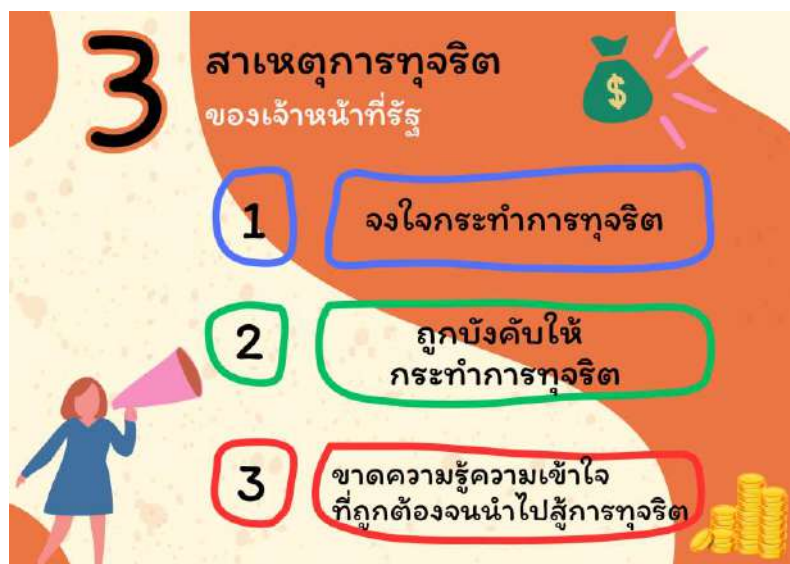 3
สาเหตุการทุจริต
ของเจ้าหน้าที่รัฐ
$
1
จงใจกระทำการทุจริต
2
ถูกบังคับให้
กระทำการทุจริต
3
ขาดความรู้ความเข้าใจ
ที่ถูกต้องจนนำไปสู้การทุจริต